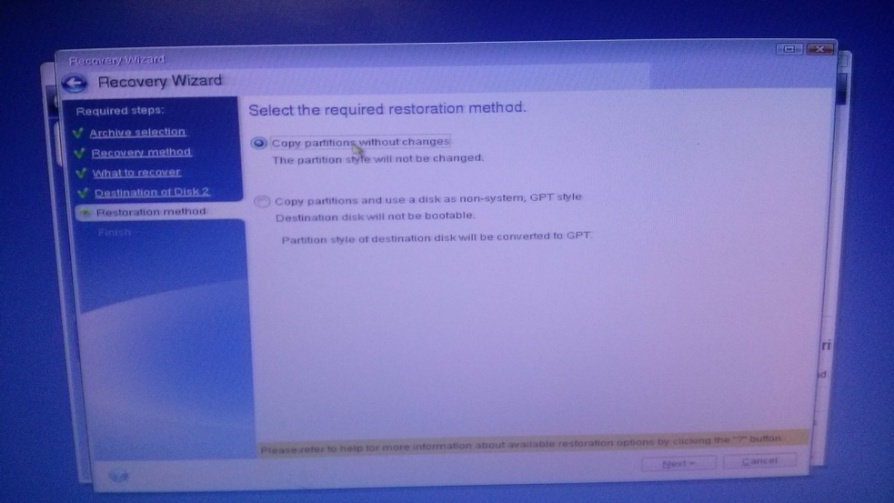 Recovery Wizard
Recovery Wizard
Required steps:
Archive selection
Recovery method
What to recover
Destination of Disk 2
Restoration method
Finish
Select the required restoration method.
Copy partitions without changes
The partition style will not be changed.
Copy partitions and use a disk as non-system, GPT style
Destination disk will not be bootable.
Partition style of destination disk will be converted to GPT.
Please refer to help for more information about available restoration options by clicking the "?" button.
Next >
Cancel
ri